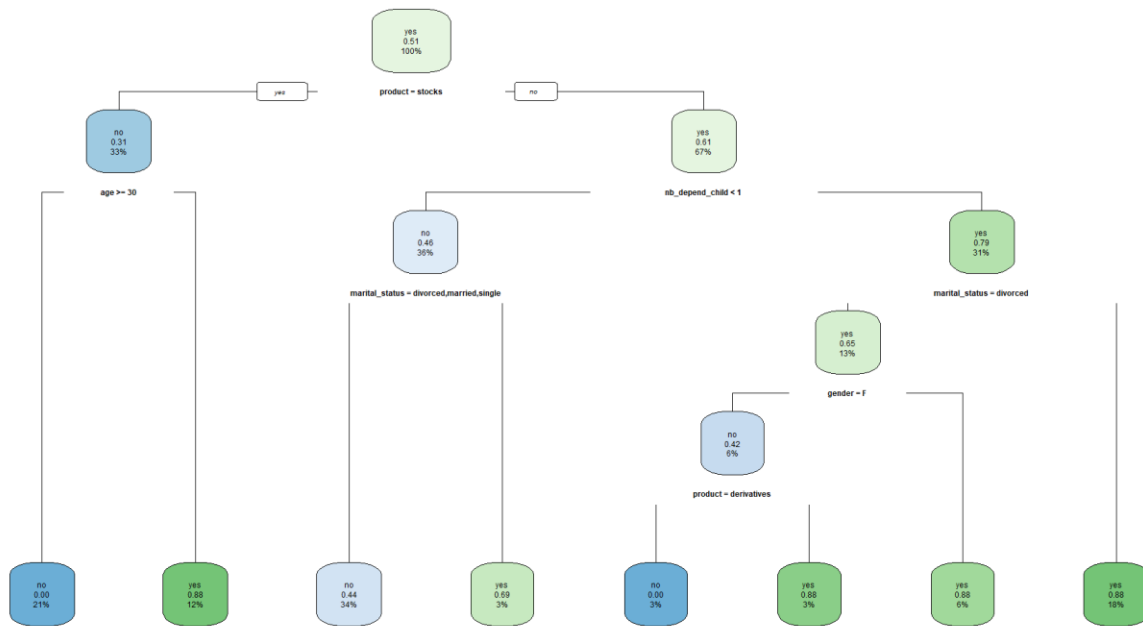 yes
0.51
100%
yes
product = stocks
no
no
0.31
33%
yes
0.61
67%
age >= 30
nb_depend_child < 1
no
0.46
36%
yes
0.79
31%
marital_status = divorced,married,single
marital_status = divorced
yes
0.65
13%
gender = F
no
0.42
6%
product = derivatives
no
0.00
21%
yes
0.88
12%
no
0.44
34%
yes
0.69
3%
no
0.00
3%
yes
0.88
3%
yes
0.88
6%
yes
0.88
18%